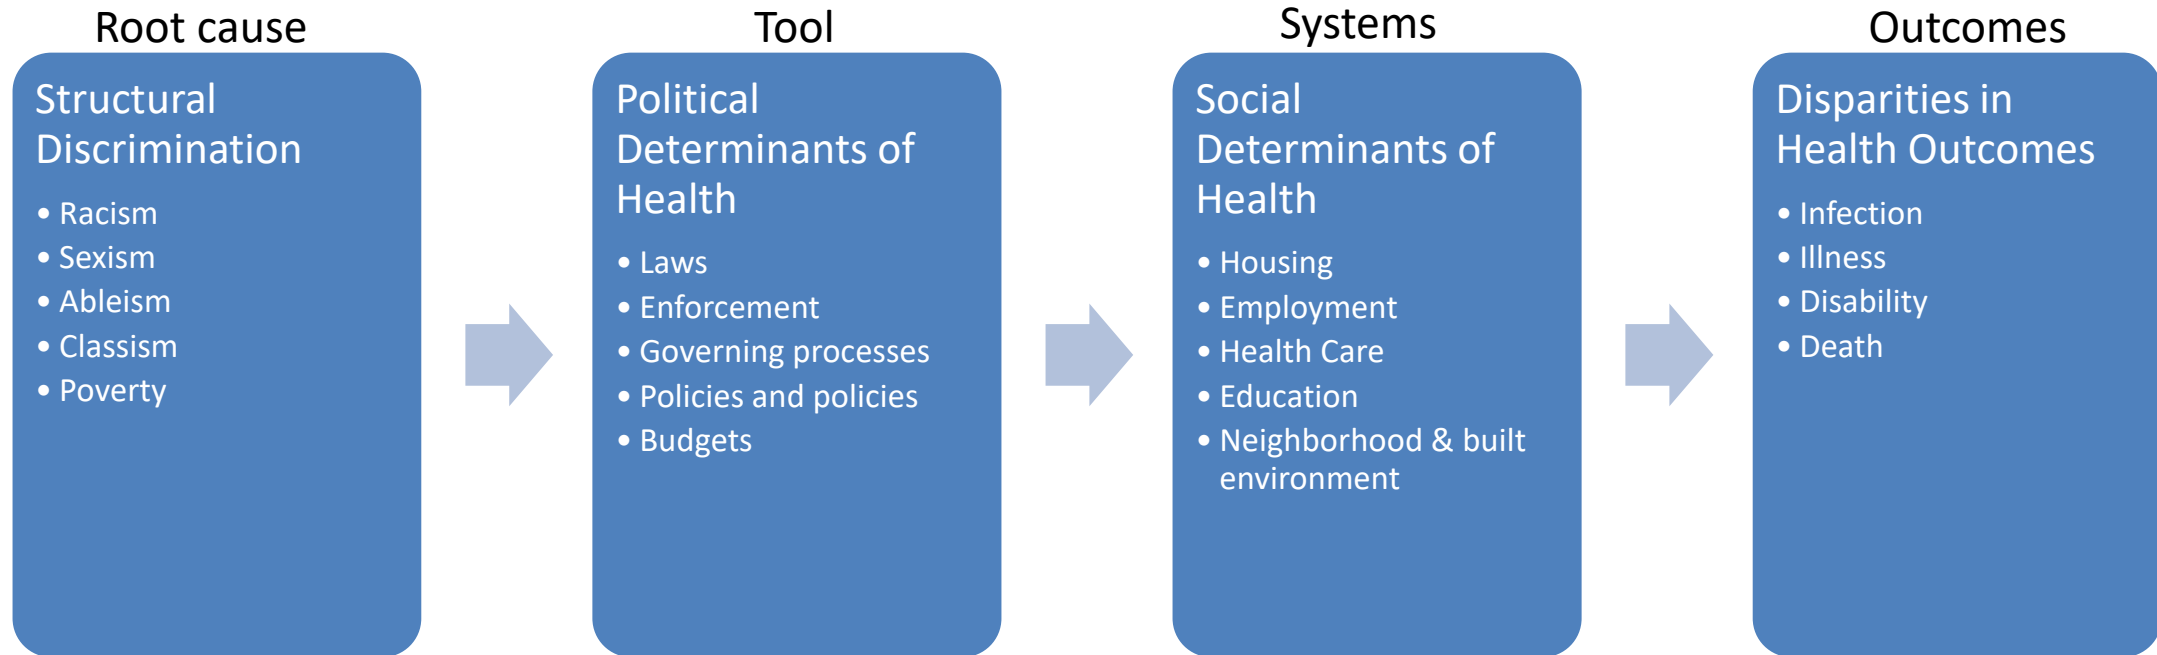 Root cause
Structural
Discrimination
• Racism
• Sexism
• Ableism
• Classism
• Poverty
Tool
Political
Determinants of
Health
• Laws
• Enforcement
• Governing processes
• Policies and policies
• Budgets
Systems
Social
Determinants of
Health
• Housing
• Employment
• Health Care
• Education
• Neighborhood & built
environment
Outcomes
Disparities in
Health Outcomes
• Infection
• Illness
• Disability
• Death